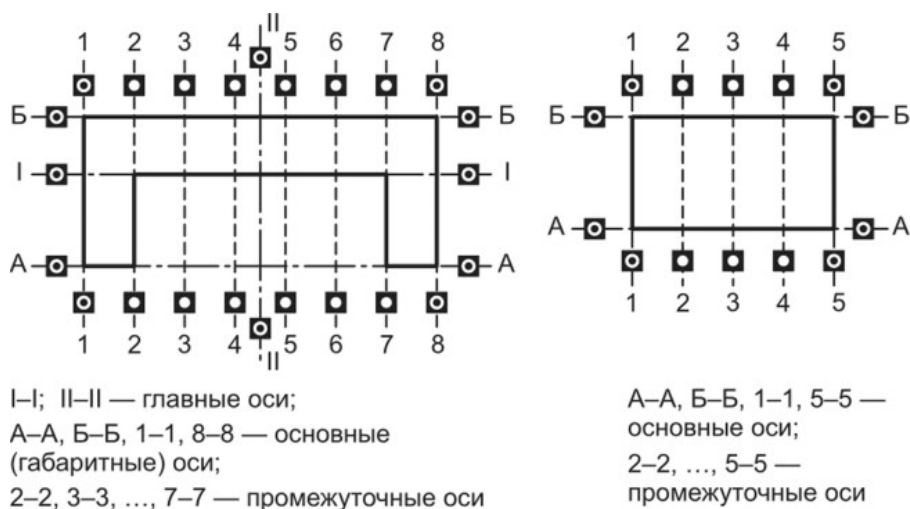 II
1 2 3 4 5 6 7 8
1 2 3 4 5
Б Б
Б Б
I I
А А
А А
1 2 3 4 5 6 7 8
1 2 3 4 5
II
I–I; II–II — главные оси;
А–А, Б–Б, 1–1, 8–8 — основные
(габаритные) оси;
2–2, 3–3, ..., 7–7 — промежуточные оси
А–А, Б–Б, 1–1, 5–5 —
основные оси;
2–2, ..., 5–5 —
промежуточные оси